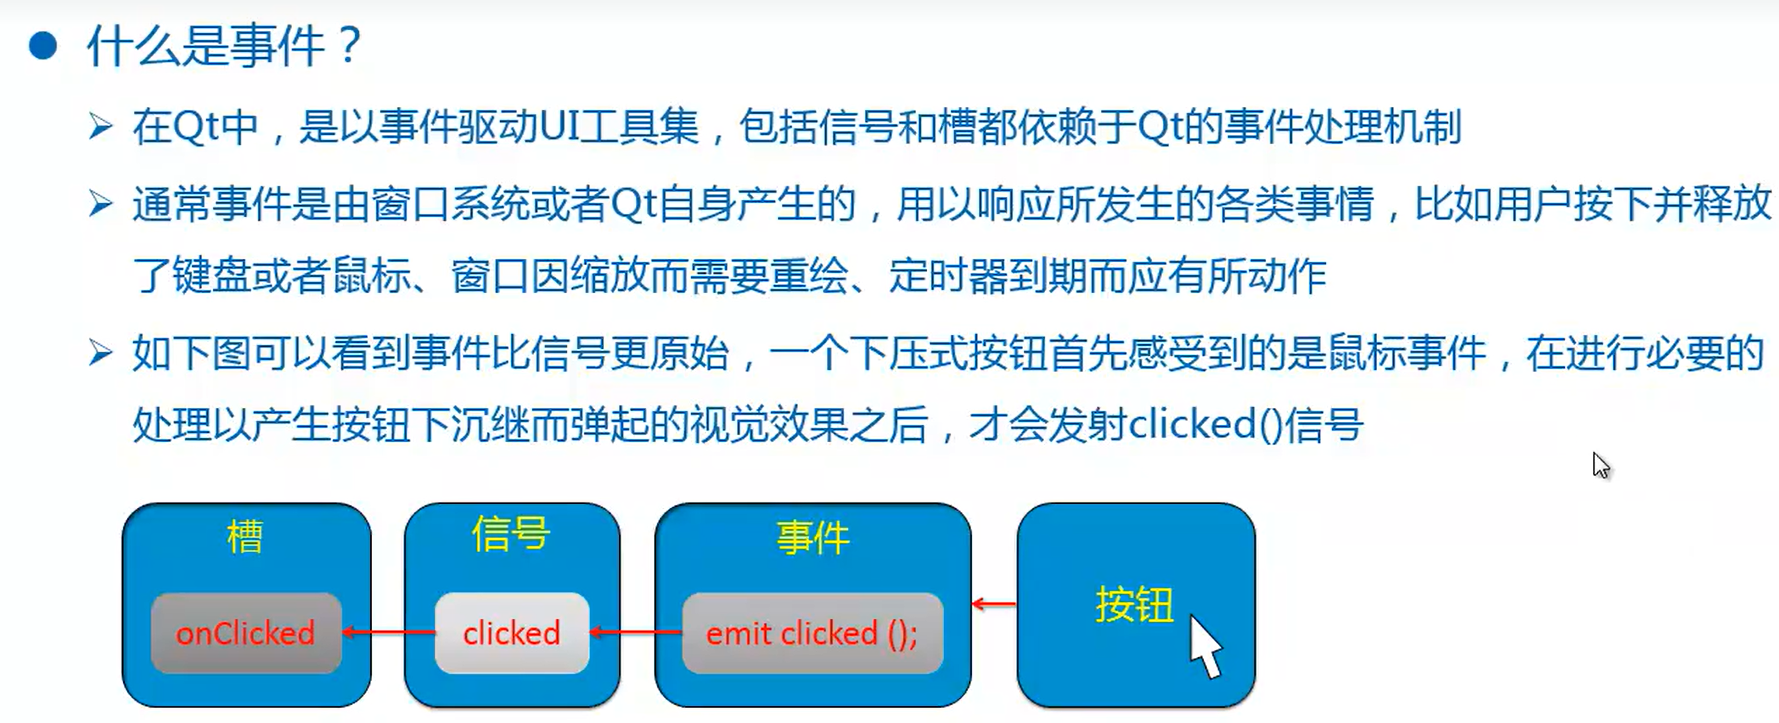 什么是事件？
在Qt中，是以事件驱动UI工具集，包括信号和槽都依赖于Qt的事件处理机制
通常事件是由窗口系统或者Qt自身产生的，用以响应所发生的各类事情，比如用户按下并释放
了键盘或者鼠标、窗口因缩放而需要重绘、定时器到期而应有所动作
如下图可以看到事件比信号更原始，一个下压式按钮首先感受到的是鼠标事件，在进行必要的
处理以产生按钮下沉继而弹起的视觉效果之后，才会发射clicked()信号
槽
信号
事件
按钮
onClicked
clicked
emit clicked ();